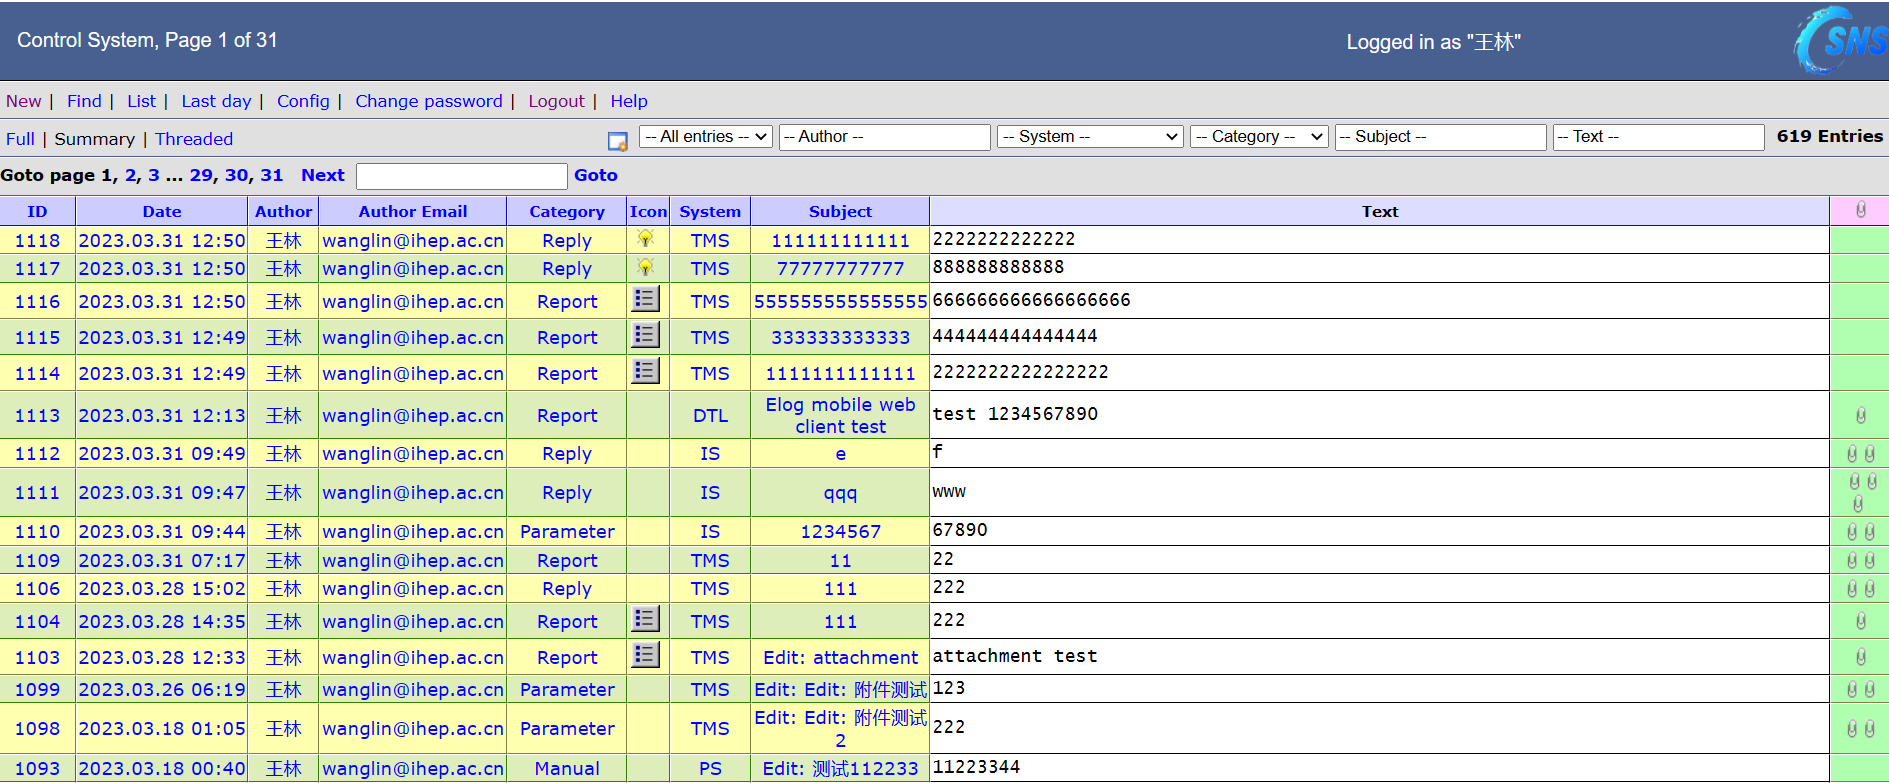 Control System, Page 1 of 31 Logged in as "王林" CSNS
New | Find | List | Last day | Config | Change password | Logout | Help
Full | Summary | Threaded -- All entries -- -- Author -- -- System -- -- Category -- -- Subject -- -- Text -- 619 Entries
Goto page 1, 2, 3 ... 29, 30, 31 Next Goto
ID Date Author Author Email Category Icon System Subject Text
1118 2023.03.31 12:50 王林 wanglin@ihep.ac.cn Reply TMS 111111111111 2222222222222
1117 2023.03.31 12:50 王林 wanglin@ihep.ac.cn Reply TMS 77777777777 888888888888
1116 2023.03.31 12:50 王林 wanglin@ihep.ac.cn Report TMS 555555555555555 666666666666666666
1115 2023.03.31 12:49 王林 wanglin@ihep.ac.cn Report TMS 333333333333 444444444444444
1114 2023.03.31 12:49 王林 wanglin@ihep.ac.cn Report TMS 1111111111111 2222222222222222
1113 2023.03.31 12:13 王林 wanglin@ihep.ac.cn Report DTL Elog mobile web client test test 1234567890
1112 2023.03.31 09:49 王林 wanglin@ihep.ac.cn Reply IS e f
1111 2023.03.31 09:47 王林 wanglin@ihep.ac.cn Reply IS qqq www
1110 2023.03.31 09:44 王林 wanglin@ihep.ac.cn Parameter IS 1234567 67890
1109 2023.03.31 07:17 王林 wanglin@ihep.ac.cn Report TMS 11 22
1106 2023.03.28 15:02 王林 wanglin@ihep.ac.cn Reply TMS 111 222
1104 2023.03.28 14:35 王林 wanglin@ihep.ac.cn Report TMS 111 222
1103 2023.03.28 12:33 王林 wanglin@ihep.ac.cn Report TMS Edit: attachment attachment test
1099 2023.03.26 06:19 王林 wanglin@ihep.ac.cn Parameter TMS Edit: Edit: 附件测试 123
1098 2023.03.18 01:05 王林 wanglin@ihep.ac.cn Parameter TMS Edit: Edit: 附件测试2 222
1093 2023.03.18 00:40 王林 wanglin@ihep.ac.cn Manual PS Edit: 测试112233 11223344